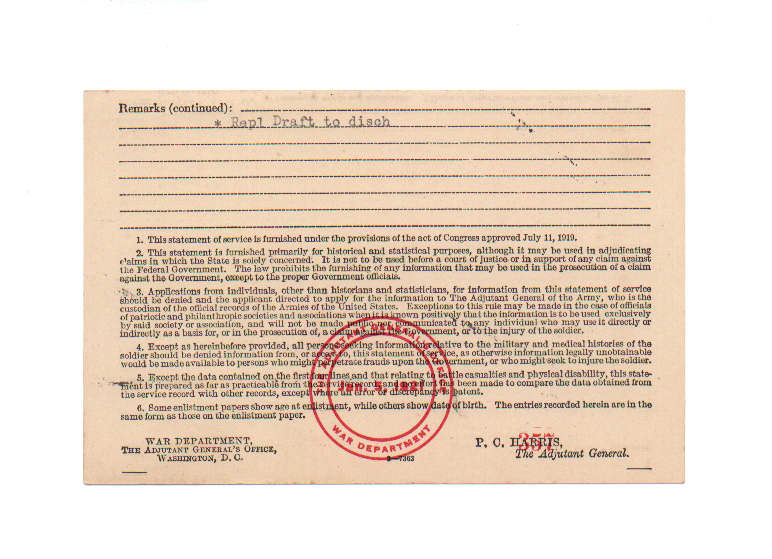 Remarks (continued):
* Repl Draft to disch
1. This statement of service is furnished under the provisions of the act of Congress approved July 11, 1919.
2. This statement is furnished primarily for historical and statistical purposes, although it may be used in adjudicating
claims in which the State is solely concerned. It is not to be used before a court of justice or in support of any claim against
the Federal Government. The law prohibits the furnishing of any information that may be used in the prosecution of a claim
against the Government, except to the proper Government officials.
3. Applications from individuals, other than historians and statisticians, for information from this statement of service
should be denied and the applicant directed to apply for the information to The Adjutant General of the Army, who is the
custodian of the official records of the Armies of the United States. Exceptions to this rule may be made in the case of officials
of patriotic and philanthropic societies and associations when it is known positively that the information is to be used exclusively
by said society or association, and will not be made public nor communicated to any individual who may use it directly or
indirectly as a basis for, or in the prosecution of, a claim against the Government, or to the injury of the soldier.
4. Except as hereinbefore provided, all persons seeking information relative to the military and medical histories of the
soldier should be denied information from, or access to, this statement of service, as otherwise information legally unobtainable
would be made available to persons who might perpetrate frauds upon the Government, or who might seek to injure the soldier.
5. Except the data contained on the first four lines and that relating to battle casualties and physical disability, this state-
ment is prepared as far as practicable from the service record and no effort has been made to compare the data obtained from
the service record with other records, except where an error or discrepancy is patent.
6. Some enlistment papers show age at enlistment, while others show date of birth. The entries recorded herein are in the
same form as those on the enlistment paper.
WAR DEPARTMENT,
THE ADJUTANT GENERAL'S OFFICE,
WASHINGTON, D. C.
P. C. HARRIS,
The Adjutant General.
357
3—7363
WAR DEPARTMENT